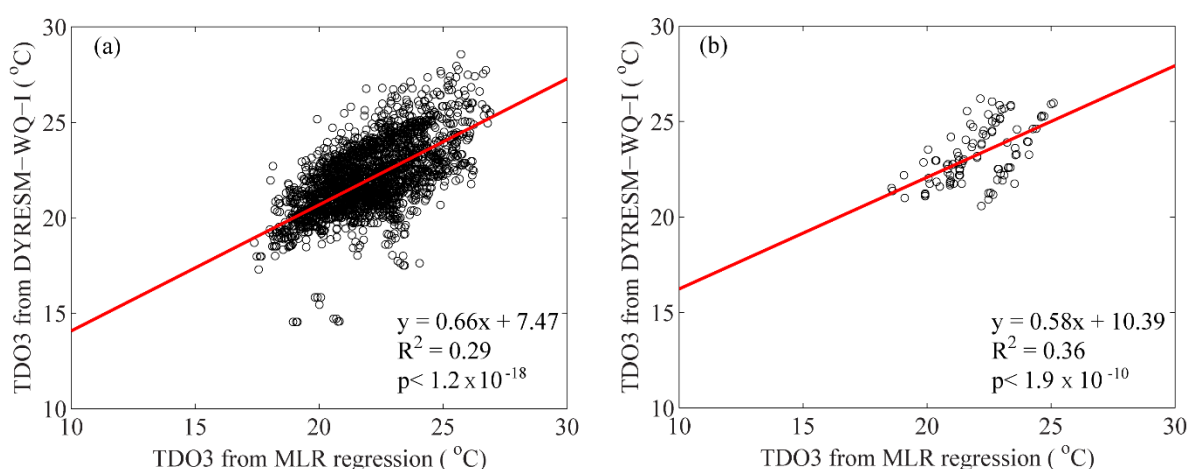 (a)
TDO3 from DYRESM−WQ−I ( °C)
30
25
20
15
10
y = 0.66x + 7.47
R² = 0.29
p< 1.2 x 10⁻¹⁸
10 15 20 25 30
TDO3 from MLR regression ( °C)
(b)
TDO3 from DYRESM−WQ−I ( °C)
30
25
20
15
10
y = 0.58x + 10.39
R² = 0.36
p< 1.9 x 10⁻¹⁰
10 15 20 25 30
TDO3 from MLR regression ( °C)